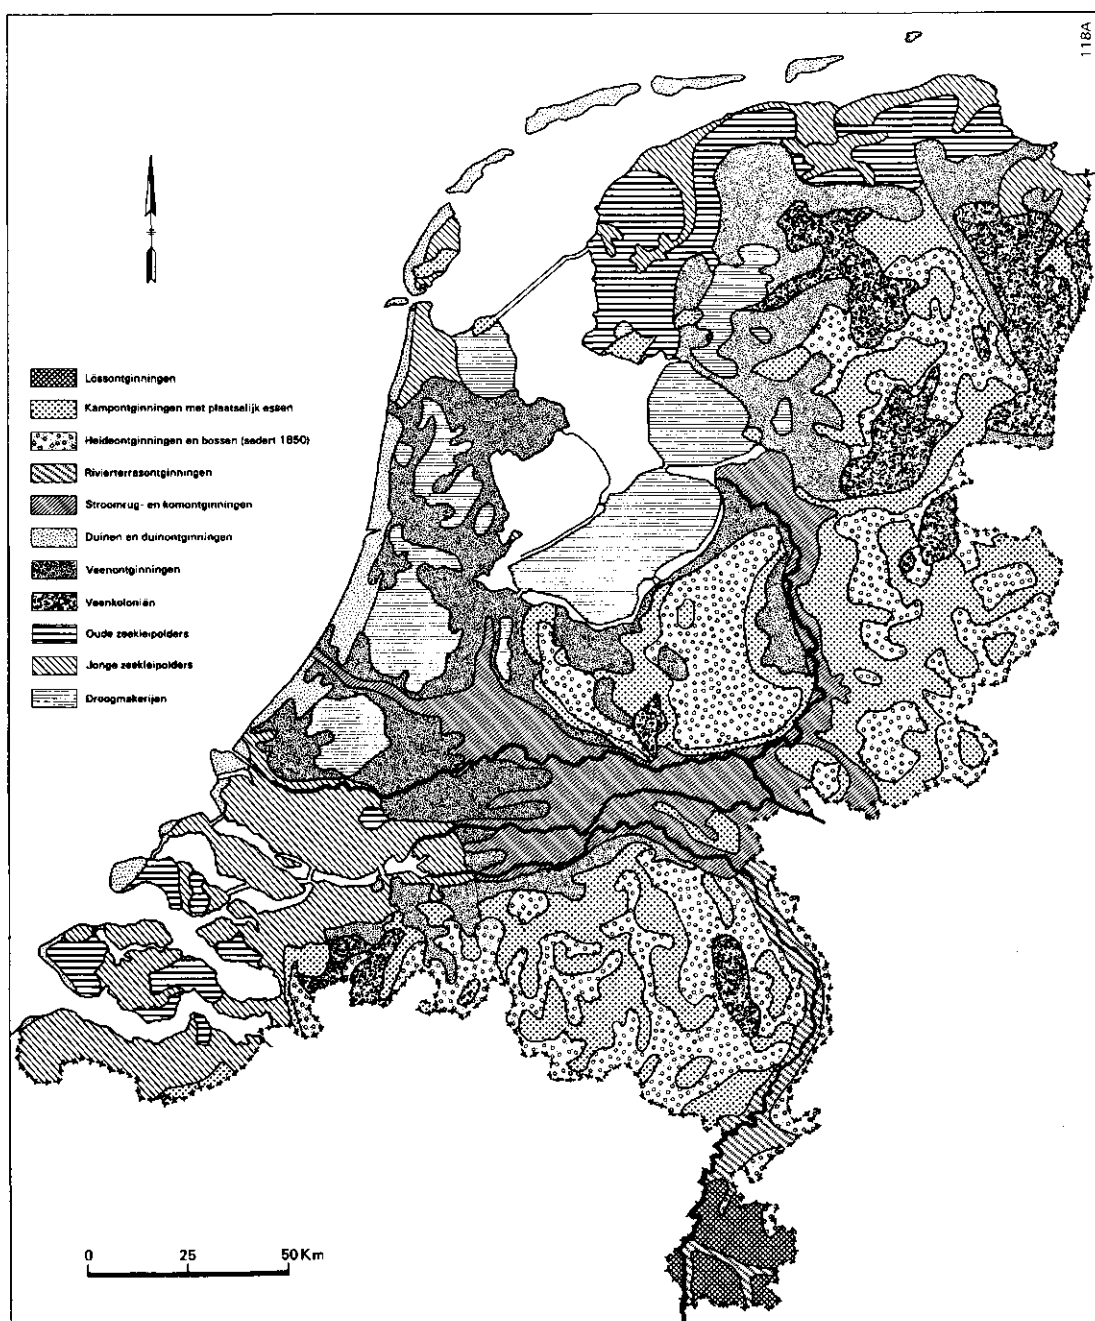 118A
Lössontginningen
Kampontginningen met plaatselijk essen
Heideontginningen en bossen (sedert 1850)
Rivierterrasontginningen
Stroomrug- en komontginningen
Duinen en duinontginningen
Veenontginningen
Veenkoloniën
Oude zeekleipolders
Jonge zeekleipolders
Droogmakerijen
0 25 50 Km